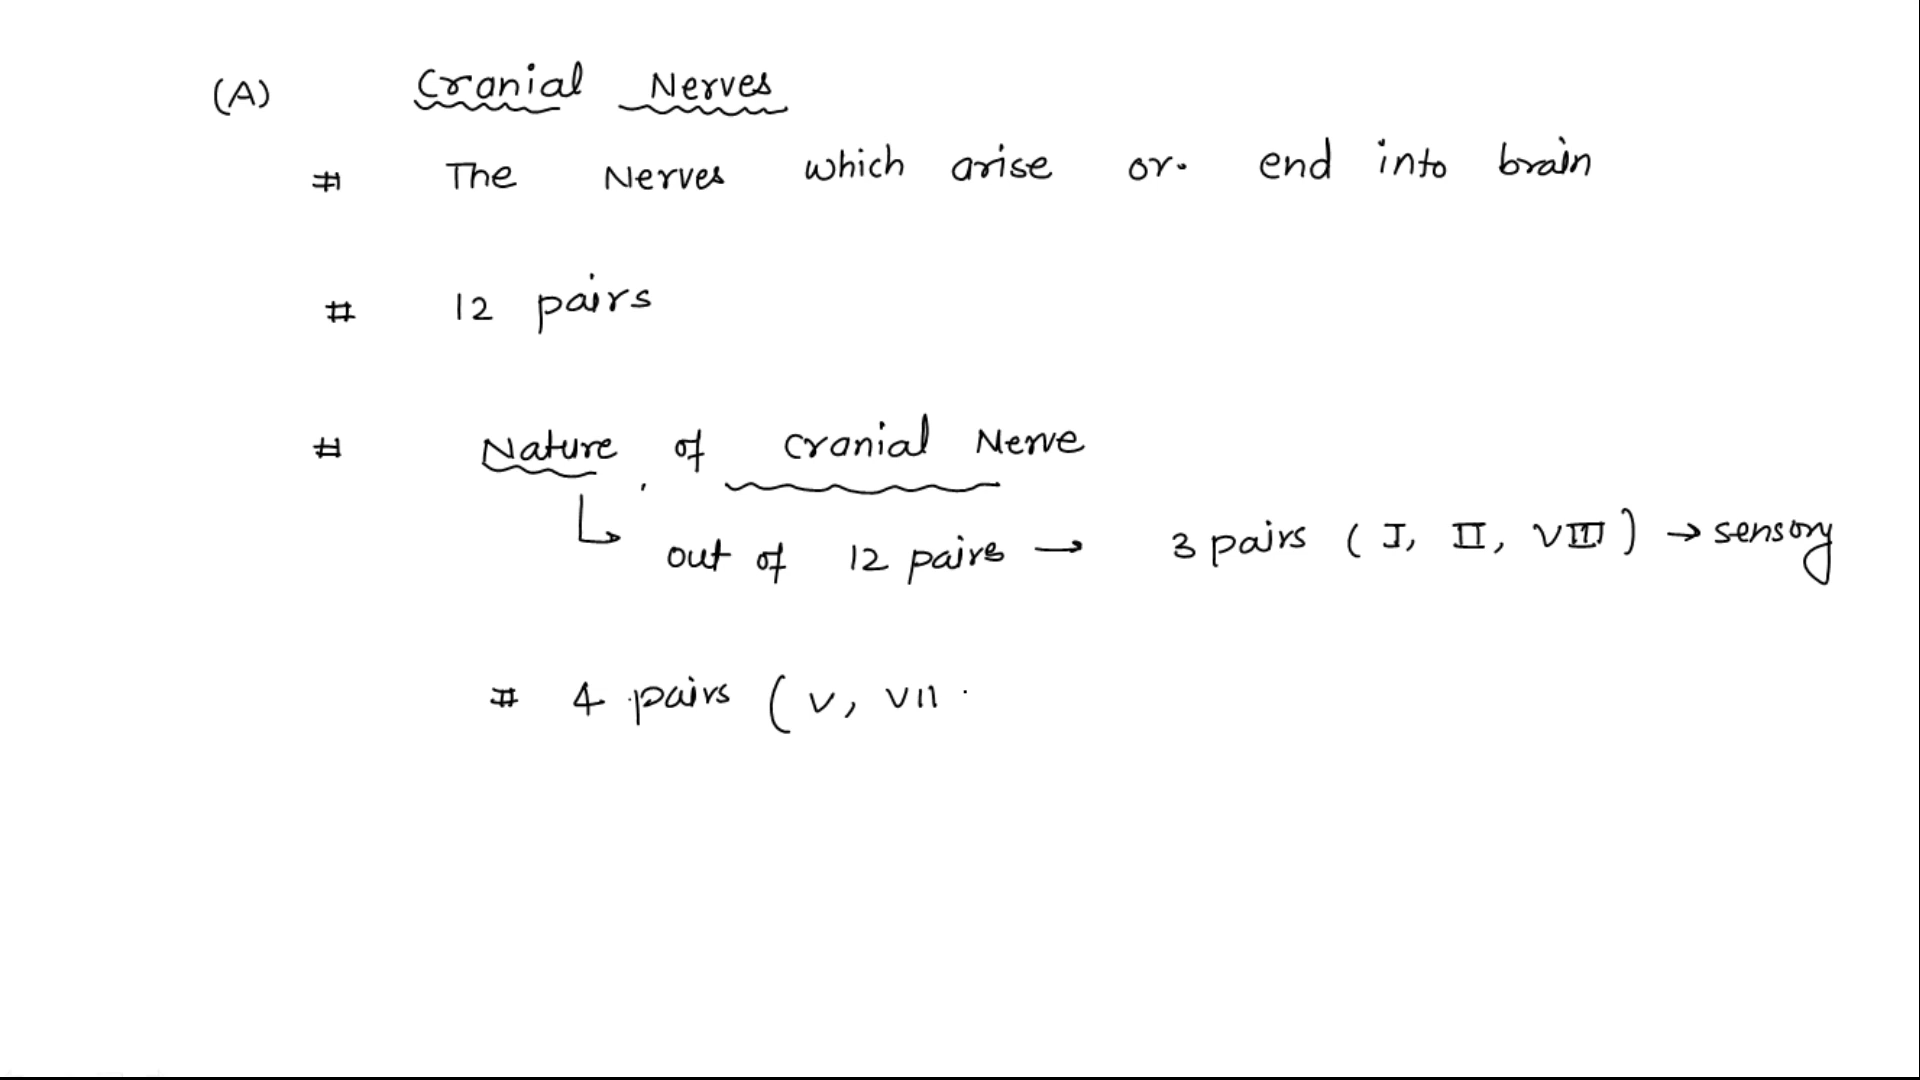 (A) Cranial Nerves
# The Nerves which arise or. end into brain
# 12 pairs
# Nature of cranial Nerve
out of 12 pairs → 3 pairs (I, II, VIII) → sensory
# 4 pairs (V, VII